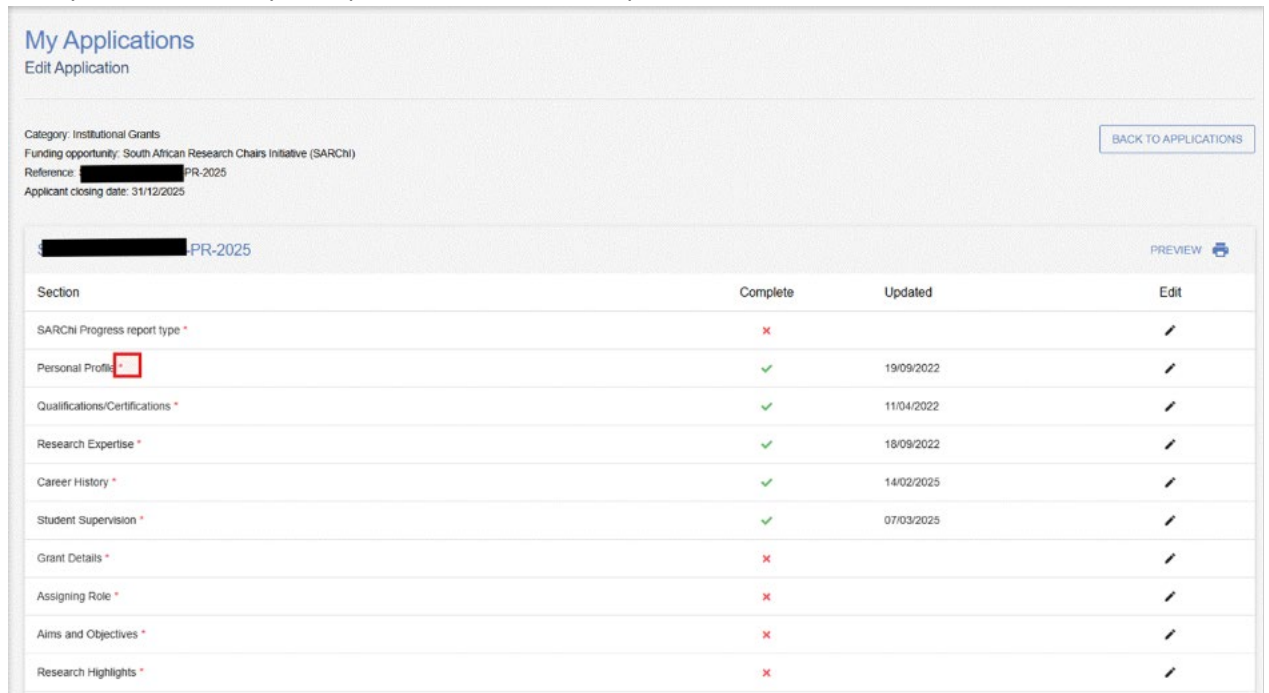 My Applications
Edit Application
Category: Institutional Grants
BACK TO APPLICATIONS
Funding opportunity: South African Research Chairs Initiative (SARChI)
Reference: PR-2025
Applicant closing date: 31/12/2025
-PR-2025 PREVIEW
Section Complete Updated Edit
SARChi Progress report type *
Personal Profile * 19/09/2022
Qualifications/Certifications * 11/04/2022
Research Expertise * 18/09/2022
Career History * 14/02/2025
Student Supervision * 07/03/2025
Grant Details *
Assigning Role *
Aims and Objectives *
Research Highlights *